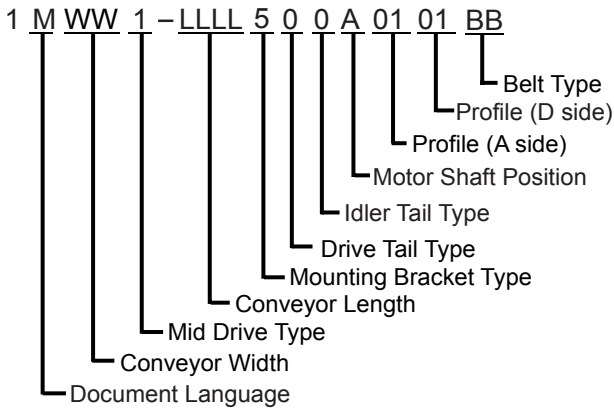 1 M WW 1 – LLLL 5 0 0 A 01 01 BB
Belt Type
Profile (D side)
Profile (A side)
Motor Shaft Position
Idler Tail Type
Drive Tail Type
Mounting Bracket Type
Conveyor Length
Mid Drive Type
Conveyor Width
Document Language